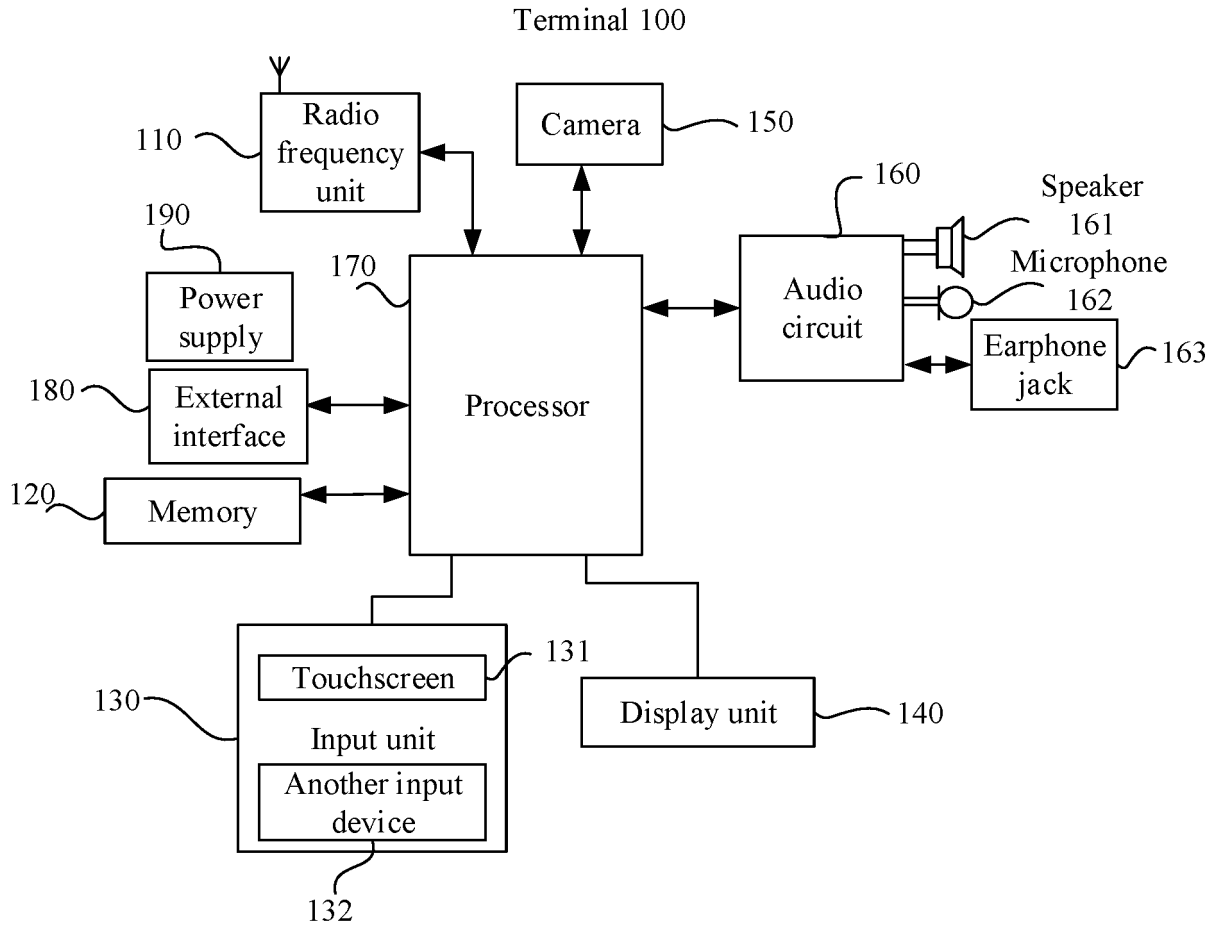 Terminal 100
Radio
frequency
unit
110
Camera
150
190
Power
supply
170
160
Speaker
161
Microphone
162
Audio
circuit
Earphone
jack
163
180
External
interface
Processor
120
Memory
130
Touchscreen
131
Input unit
Another input
device
132
Display unit
140